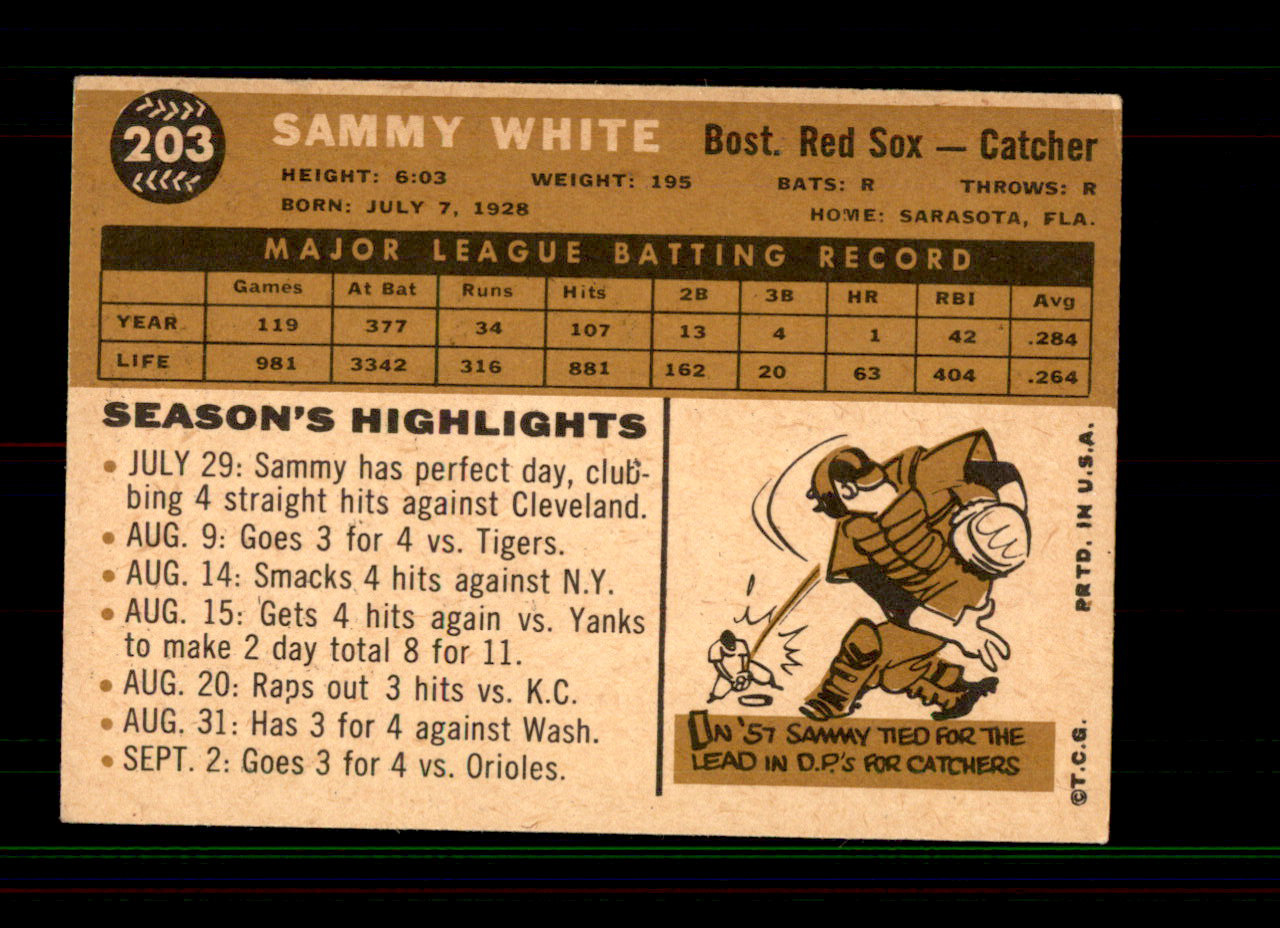 203
SAMMY WHITE
Bost. Red Sox — Catcher
HEIGHT: 6:03 WEIGHT: 195 BATS: R THROWS: R
BORN: JULY 7, 1928 HOME: SARASOTA, FLA.
MAJOR LEAGUE BATTING RECORD
Games At Bat Runs Hits 2B 3B HR RBI Avg
YEAR 119 377 34 107 13 4 1 42 .284
LIFE 981 3342 316 881 162 20 63 404 .264
SEASON'S HIGHLIGHTS
• JULY 29: Sammy has perfect day, club-
bing 4 straight hits against Cleveland.
• AUG. 9: Goes 3 for 4 vs. Tigers.
• AUG. 14: Smacks 4 hits against N.Y.
• AUG. 15: Gets 4 hits again vs. Yanks
to make 2 day total 8 for 11.
• AUG. 20: Raps out 3 hits vs. K.C.
• AUG. 31: Has 3 for 4 against Wash.
• SEPT. 2: Goes 3 for 4 vs. Orioles.
IN '57 SAMMY TIED FOR THE
LEAD IN D.P.'S FOR CATCHERS
©T.C.G. PRTD. IN U.S.A.